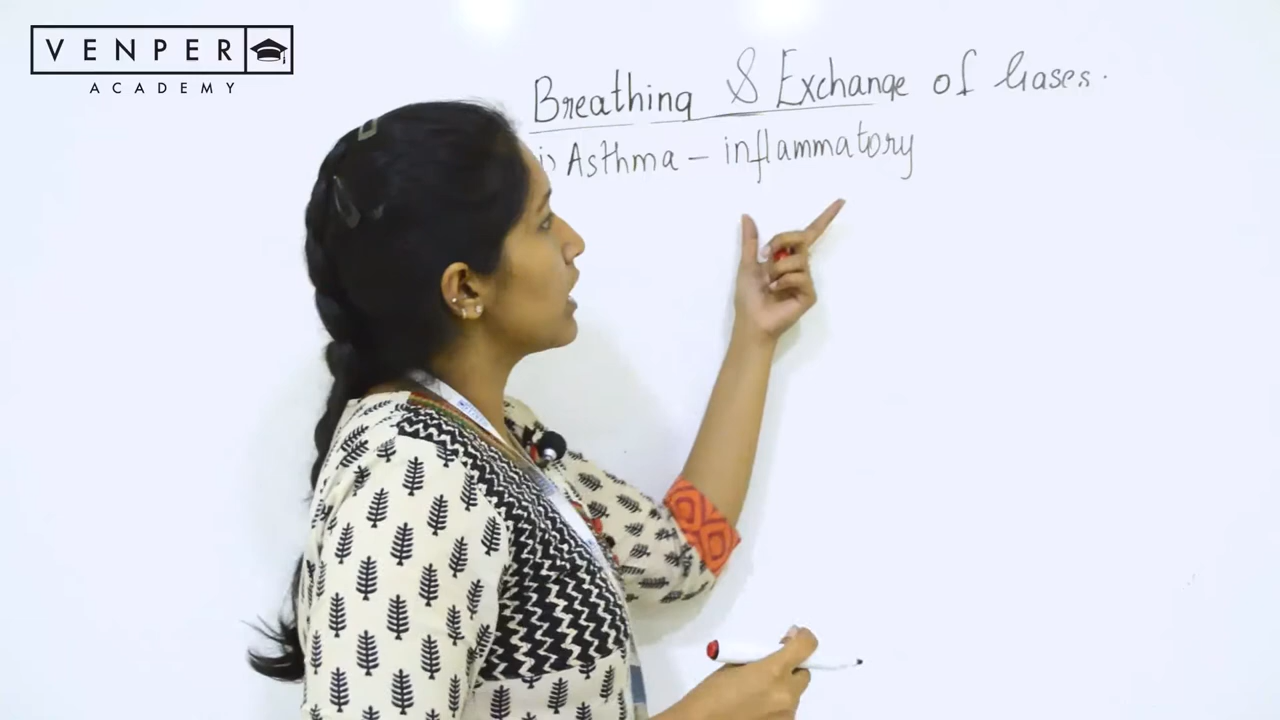 VENPER
ACADEMY
Breathing & Exchange of Gases.
i) Asthma – inflammatory